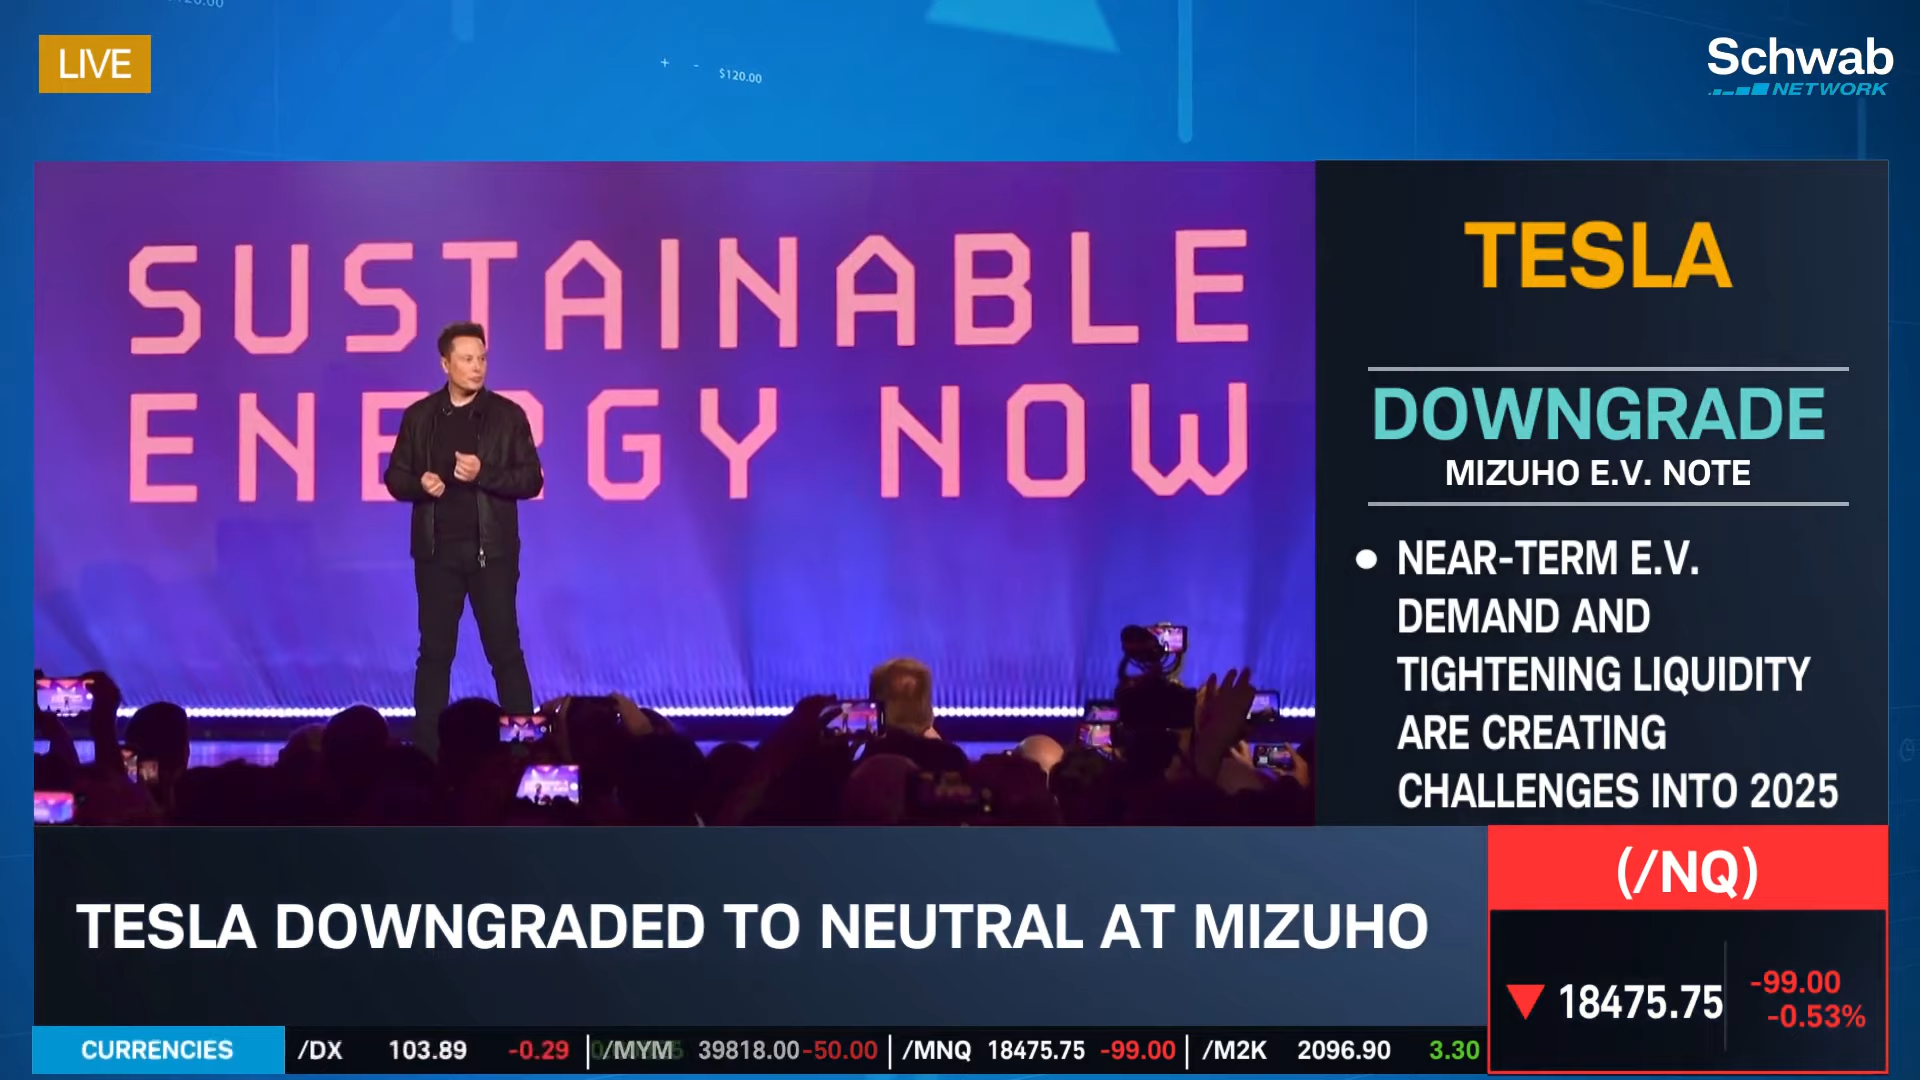 $120.00
LIVE
+ - $120.00
Schwab
NETWORK
SUSTAINABLE
ENERGY NOW
TESLA
DOWNGRADE
MIZUHO E.V. NOTE
● NEAR-TERM E.V.
DEMAND AND
TIGHTENING LIQUIDITY
ARE CREATING
CHALLENGES INTO 2025
TESLA DOWNGRADED TO NEUTRAL AT MIZUHO
(/NQ)
▼ 18475.75
-99.00
-0.53%
CURRENCIES
/DX 103.89 -0.29 | /MYM 39818.00 -50.00 | /MNQ 18475.75 -99.00 | /M2K 2096.90 3.30